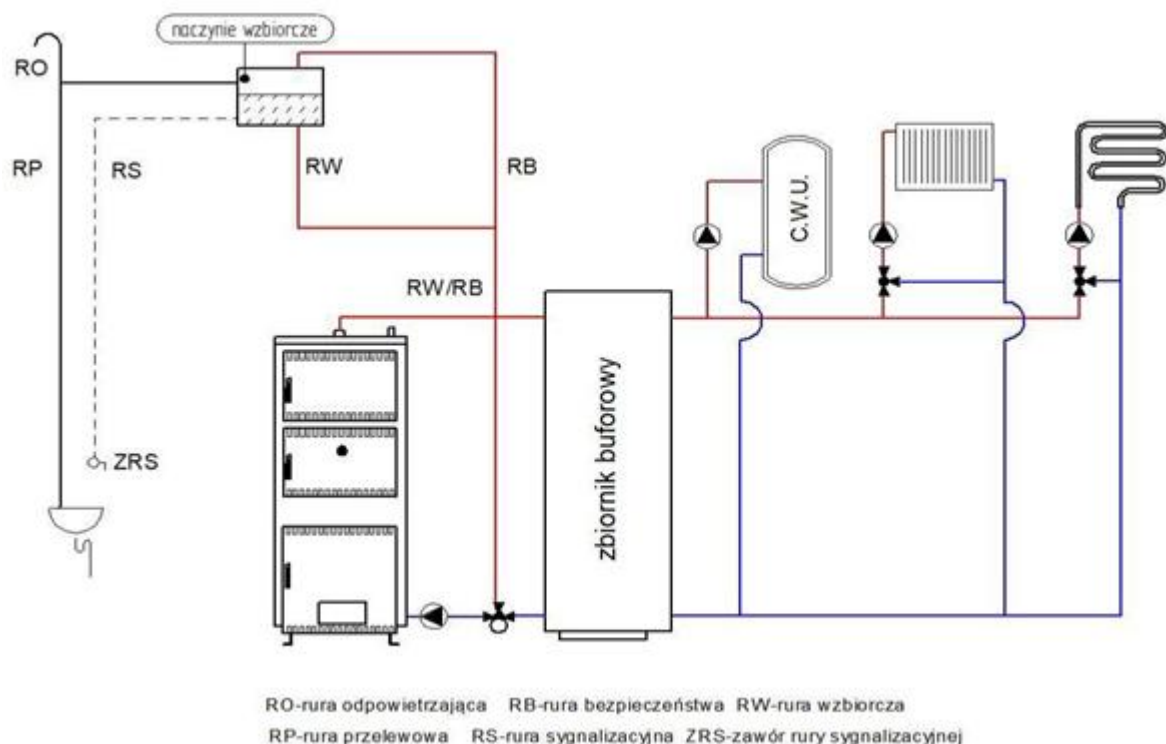 naczynie wzbiorcze
RO
RP
RS
RW
RB
C.W.U.
RW/RB
zbiornik buforowy
ZRS
RO-rura odpowietrzająca RB-rura bezpieczeństwa RW-rura wzbiorcza
RP-rura przelewowa RS-rura sygnalizacyjna ZRS-zawór rury sygnalizacyjnej